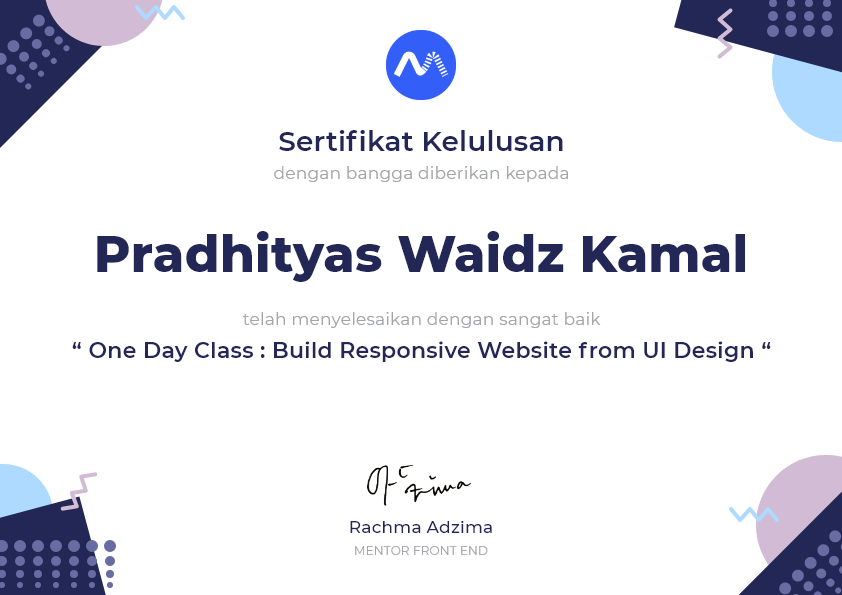 Sertifikat Kelulusan
dengan bangga diberikan kepada
Pradhityas Waidz Kamal
telah menyelesaikan dengan sangat baik
“ One Day Class : Build Responsive Website from UI Design “
Rachma Adzima
MENTOR FRONT END